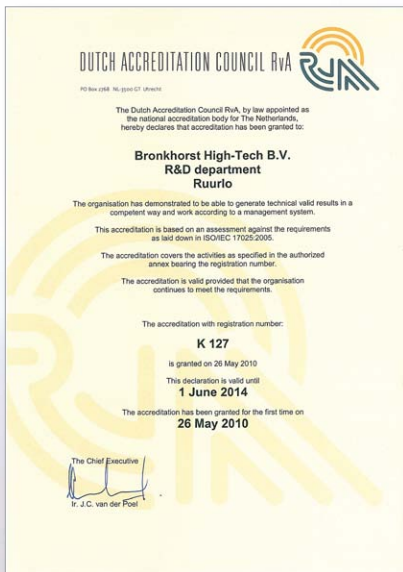 DUTCH ACCREDITATION COUNCIL RvA
RvA
PO Box 2768 NL-3500 GT Utrecht
The Dutch Accreditation Council RvA, by law appointed as
the national accreditation body for The Netherlands,
hereby declares that accreditation has been granted to:
Bronkhorst High-Tech B.V.
R&D department
Ruurlo
The organisation has demonstrated to be able to generate technical valid results in a
competent way and work according to a management system.
This accreditation is based on an assessment against the requirements
as laid down in ISO/IEC 17025:2005.
The accreditation covers the activities as specified in the authorized
annex bearing the registration number.
The accreditation is valid provided that the organisation
continues to meet the requirements.
The accreditation with registration number:
K 127
is granted on 26 May 2010
This declaration is valid until
1 June 2014
The accreditation has been granted for the first time on
26 May 2010
The Chief Executive
Ir. J.C. van der Poel